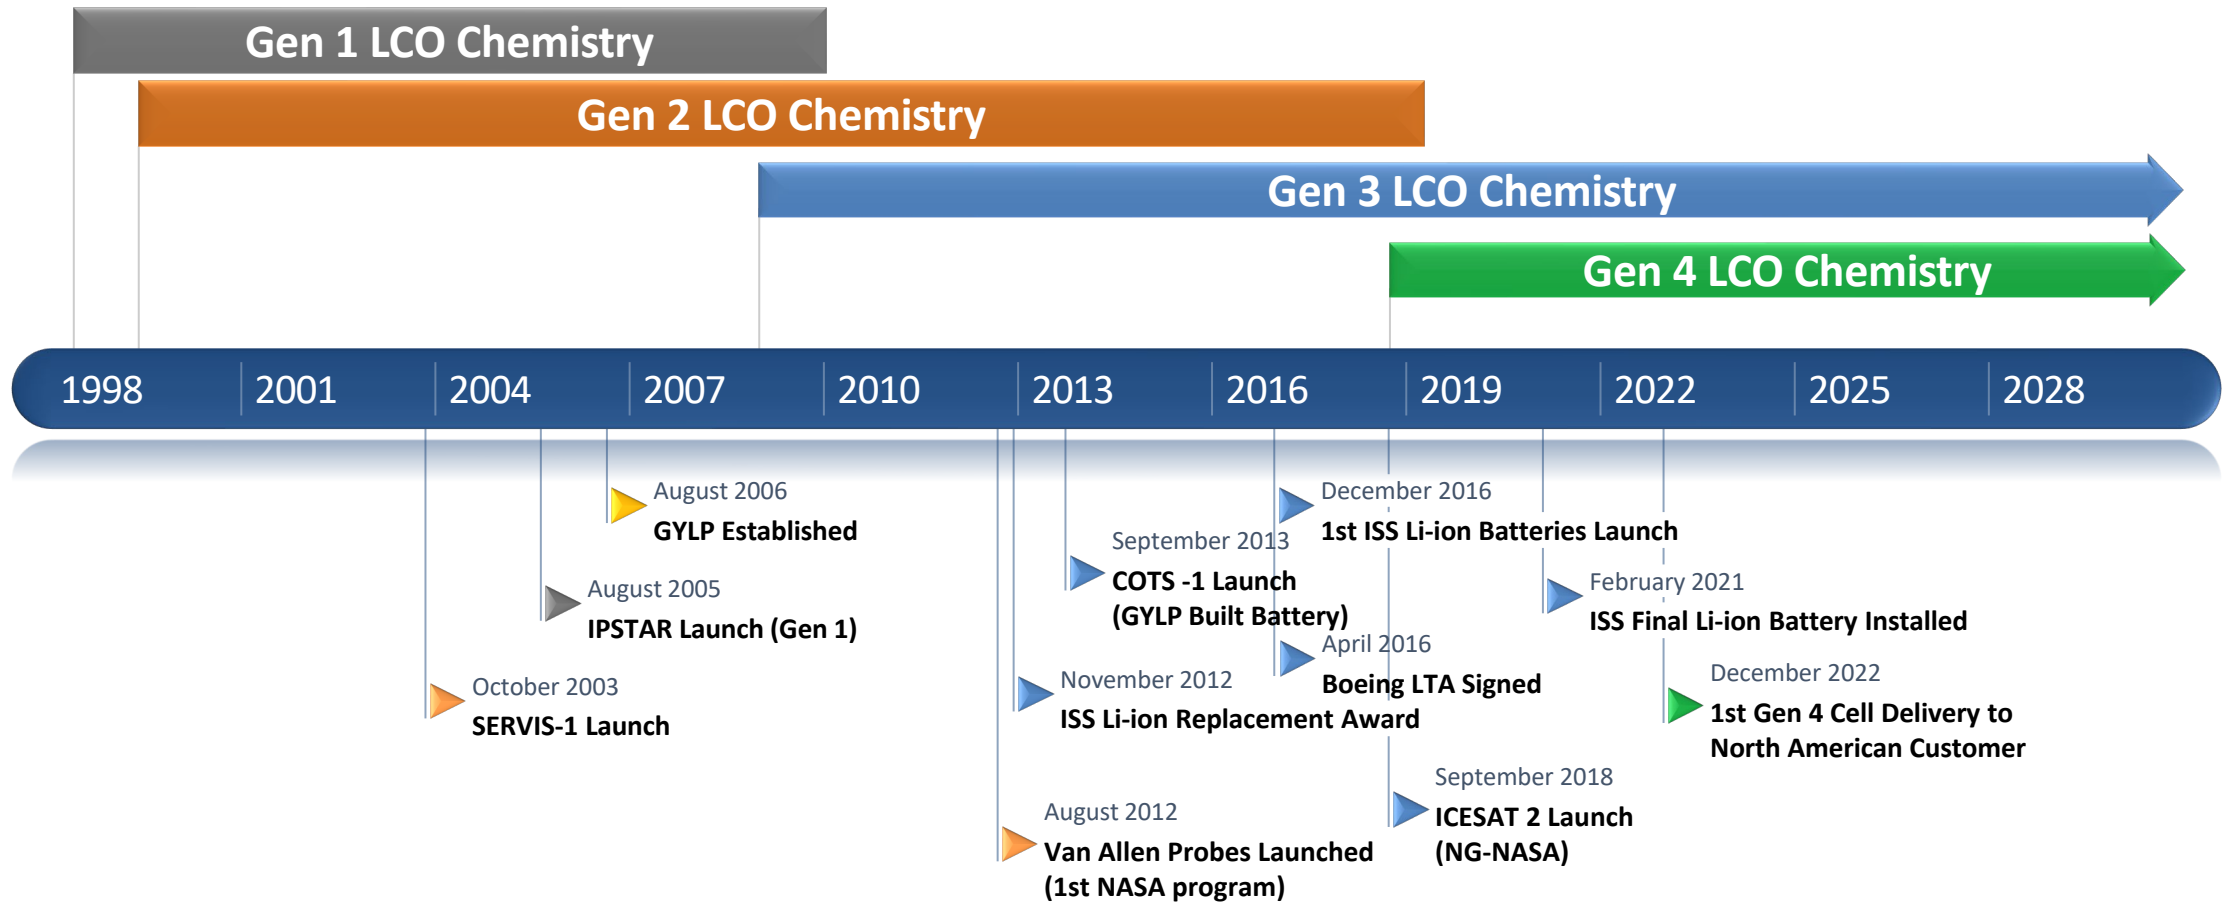 Gen 1 LCO Chemistry
Gen 2 LCO Chemistry
Gen 3 LCO Chemistry
Gen 4 LCO Chemistry
1998 2001 2004 2007 2010 2013 2016 2019 2022 2025 2028
August 2006
GYLP Established
August 2005
IPSTAR Launch (Gen 1)
October 2003
SERVIS-1 Launch
December 2016
1st ISS Li-ion Batteries Launch
September 2013
COTS -1 Launch
(GYLP Built Battery)
April 2016
Boeing LTA Signed
November 2012
ISS Li-ion Replacement Award
August 2012
Van Allen Probes Launched
(1st NASA program)
February 2021
ISS Final Li-ion Battery Installed
December 2022
1st Gen 4 Cell Delivery to
North American Customer
September 2018
ICESAT 2 Launch
(NG-NASA)